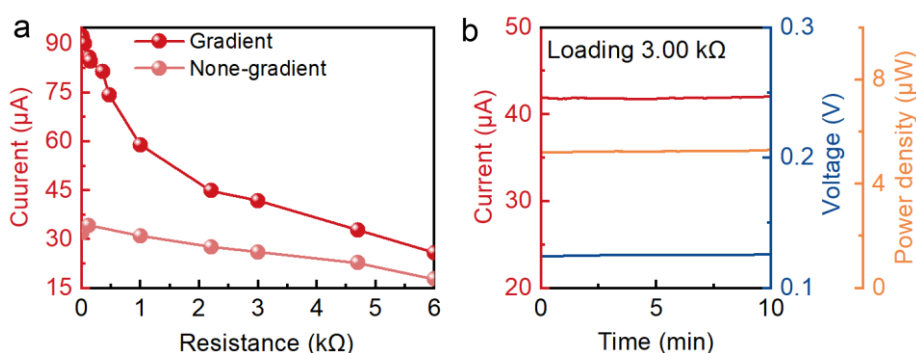 a
Cuurent (µA)
90
75
60
45
30
15
Gradient
None-gradient
0
1
2
3
4
5
6
Resistance (kΩ)
b
Current (µA)
50
40
30
20
Loading 3.00 kΩ
0
5
10
Time (min)
0.3
0.2
0.1
Voltage (V)
8
4
0
Power density (µW)